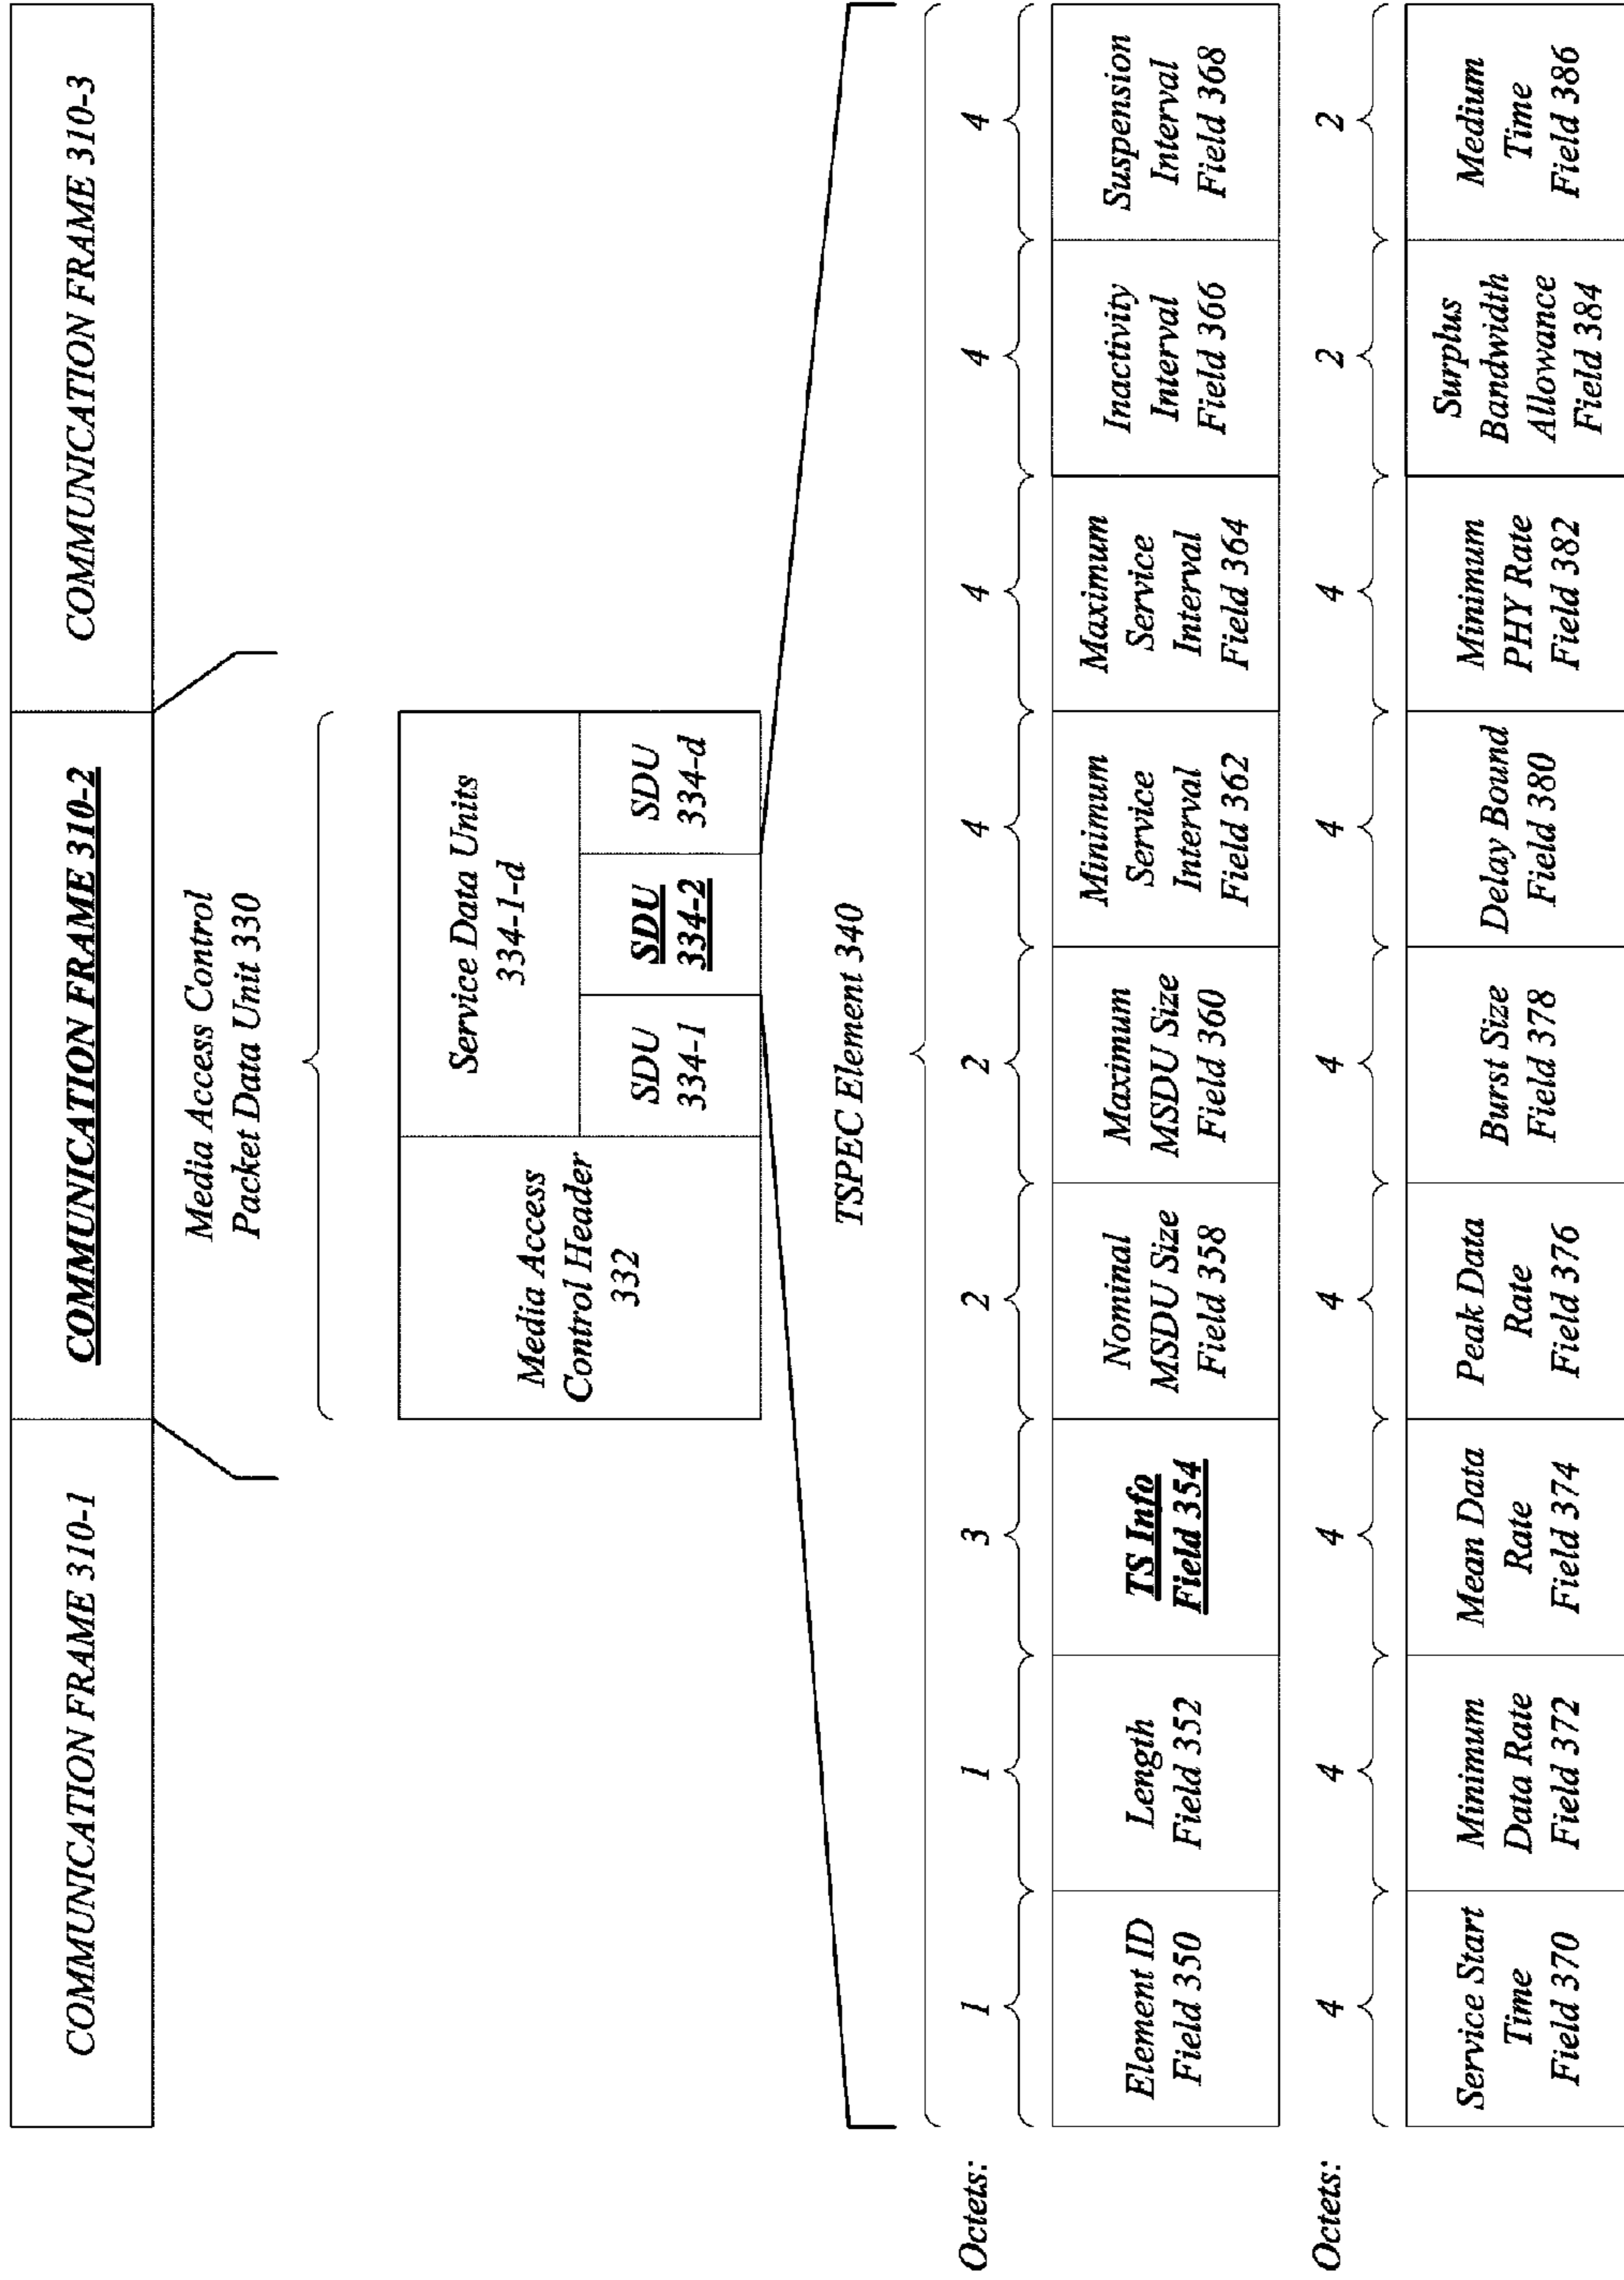 COMMUNICATION FRAME 310-1
COMMUNICATION FRAME 310-2
COMMUNICATION FRAME 310-3
Media Access Control
Packet Data Unit 330
Media Access
Control Header
332
Service Data Units
334-1-d
SDU
334-1
SDU
334-2
SDU
334-d
TSPEC Element 340
Octets:
1
1
3
2
2
4
4
4
4
Element ID
Field 350
Length
Field 352
TS Info
Field 354
Nominal
MSDU Size
Field 358
Maximum
MSDU Size
Field 360
Minimum
Service
Interval
Field 362
Maximum
Service
Interval
Field 364
Inactivity
Interval
Field 366
Suspension
Interval
Field 368
Octets:
4
4
4
4
4
4
4
2
2
Service Start
Time
Field 370
Minimum
Data Rate
Field 372
Mean Data
Rate
Field 374
Peak Data
Rate
Field 376
Burst Size
Field 378
Delay Bound
Field 380
Minimum
PHY Rate
Field 382
Surplus
Bandwidth
Allowance
Field 384
Medium
Time
Field 386